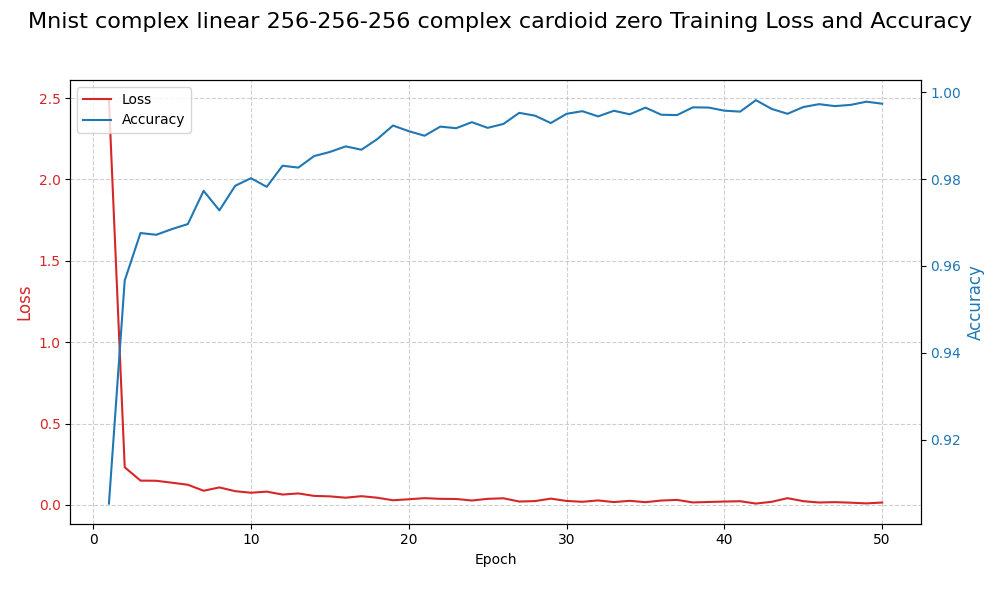 Mnist complex linear 256-256-256 complex cardioid zero Training Loss and Accuracy
Loss
Accuracy
2.5
2.0
1.5
1.0
0.5
0.0
Loss
1.00
0.98
0.96
0.94
0.92
Accuracy
0 10 20 30 40 50
Epoch